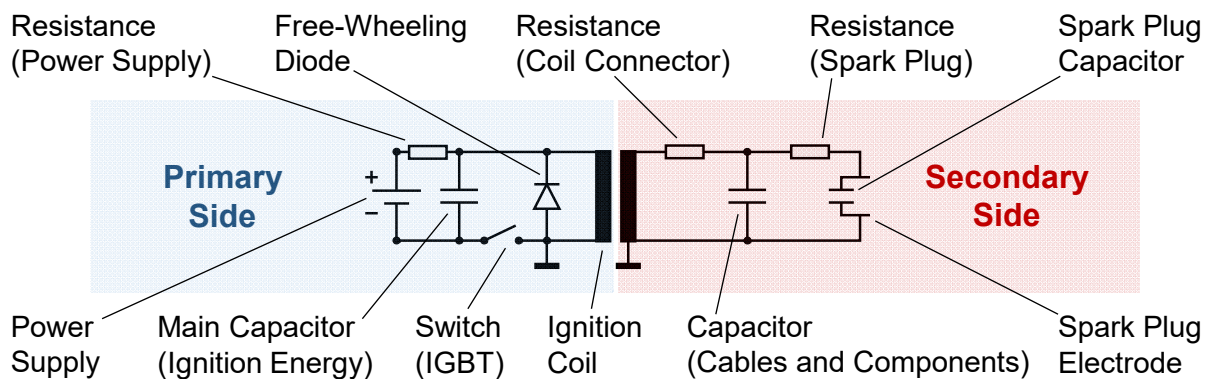 Resistance
(Power Supply)
Free-Wheeling
Diode
Resistance
(Coil Connector)
Resistance
(Spark Plug)
Spark Plug
Capacitor
Primary
Side
+
−
Secondary
Side
Power
Supply
Main Capacitor
(Ignition Energy)
Switch
(IGBT)
Ignition
Coil
Capacitor
(Cables and Components)
Spark Plug
Electrode